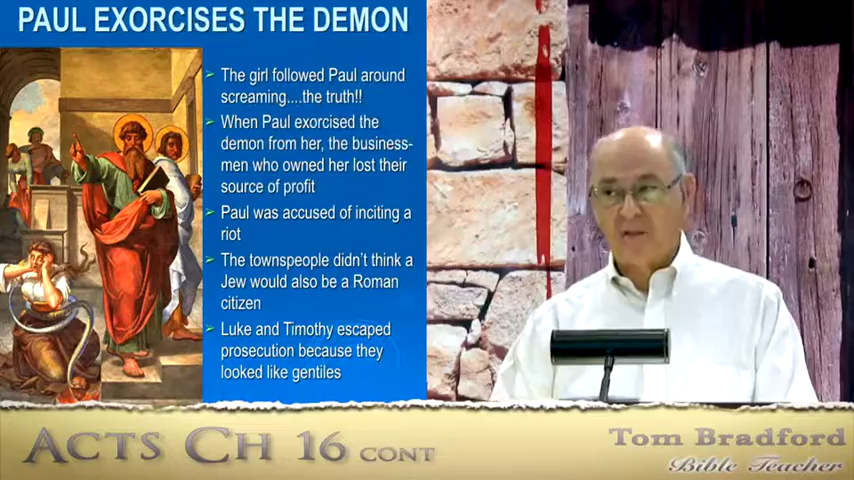 PAUL EXORCISES THE DEMON
➢ The girl followed Paul around
screaming....the truth!!
➢ When Paul exorcised the
demon from her, the business-
men who owned her lost their
source of profit
➢ Paul was accused of inciting a
riot
➢ The townspeople didn't think a
Jew would also be a Roman
citizen
➢ Luke and Timothy escaped
prosecution because they
looked like gentiles
ACTS CH 16 CONT
Tom Bradford
Bible Teacher